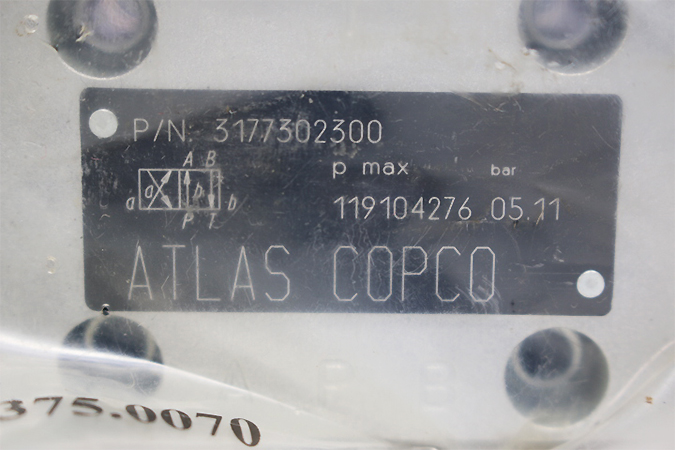 P/N: 3177302300
A B
p max bar
a a b b
P T
119104276 05.11
ATLAS COPCO
P B
375.0070